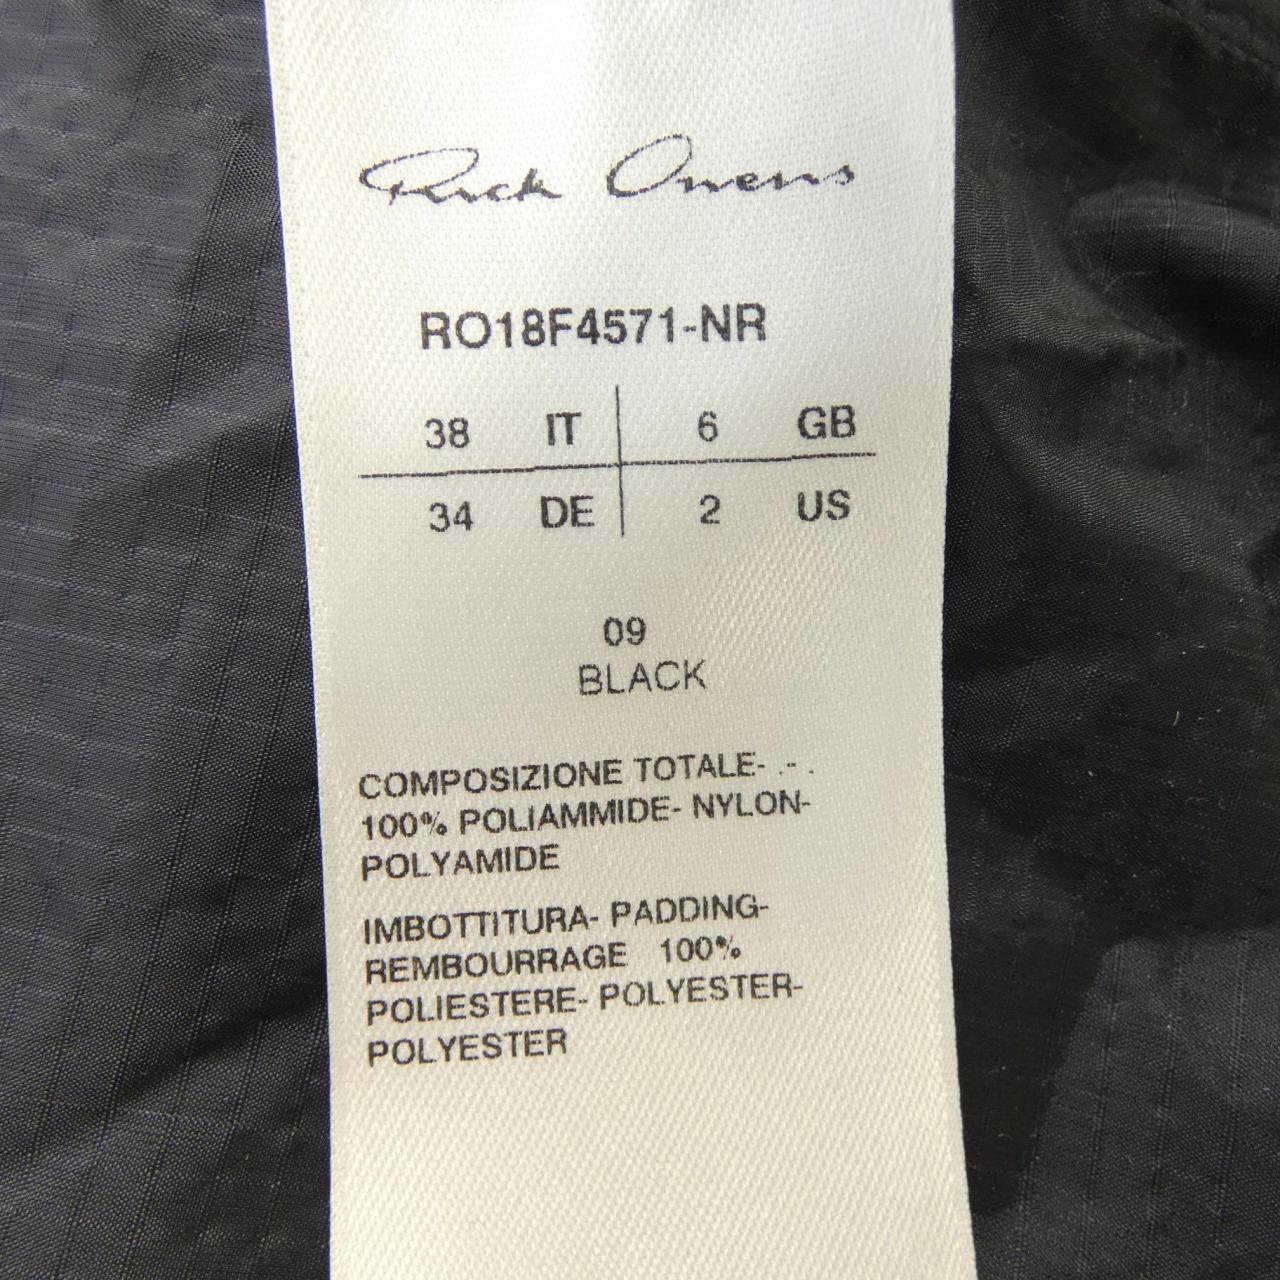 Rick Owens
RO18F4571-NR
38 IT 6 GB
34 DE 2 US
09
BLACK
COMPOSIZIONE TOTALE- .-.
100% POLIAMMIDE- NYLON-
POLYAMIDE
IMBOTTITURA- PADDING-
REMBOURRAGE 100%
POLIESTERE- POLYESTER-
POLYESTER